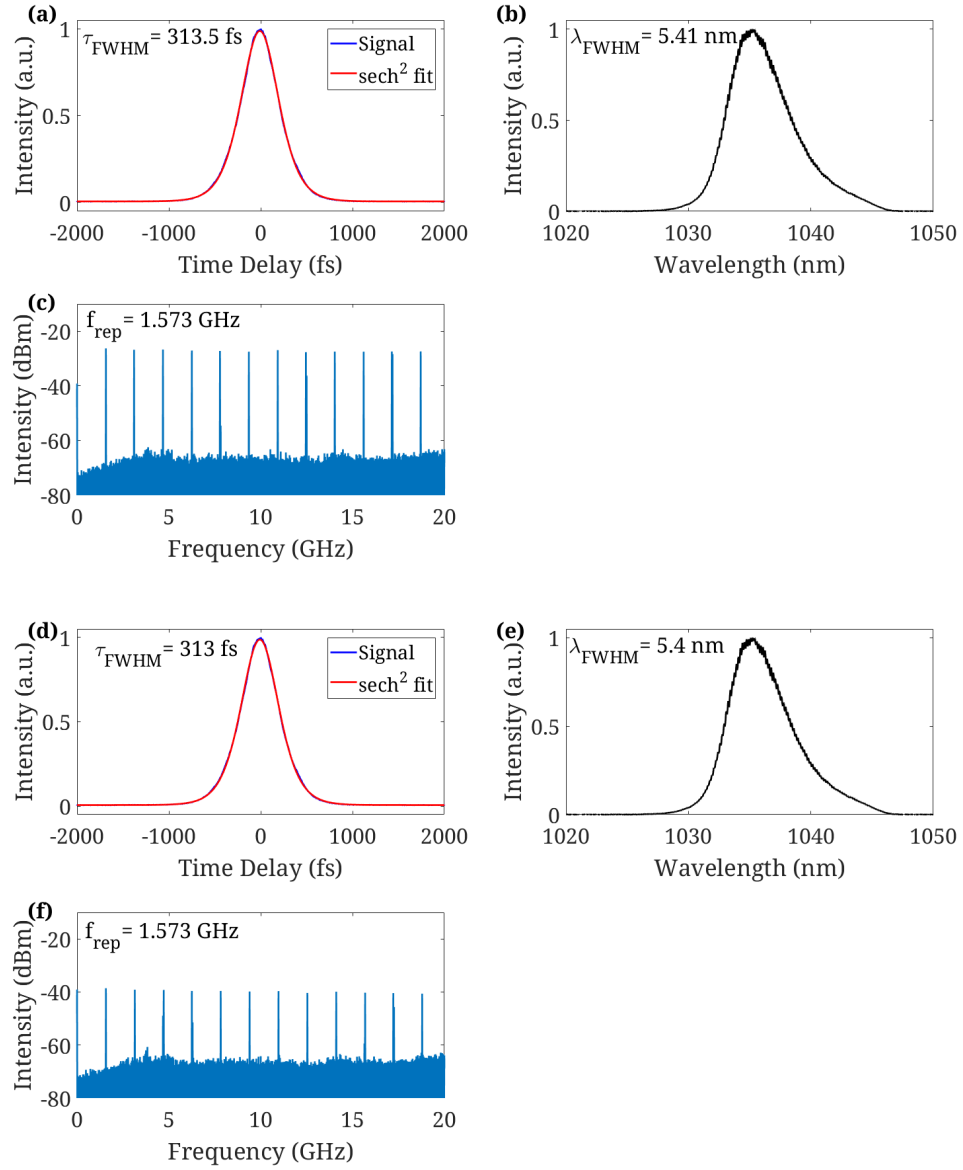 (a)
τFWHM= 313.5 fs
Signal
sech² fit
Intensity (a.u.)
1
0.5
0
-2000 -1000 0 1000 2000
Time Delay (fs)
(b)
λFWHM= 5.41 nm
Intensity (a.u.)
1
0.5
0
1020 1030 1040 1050
Wavelength (nm)
(c)
frep= 1.573 GHz
Intensity (dBm)
-20
-40
-60
-80
0 5 10 15 20
Frequency (GHz)
(d)
τFWHM= 313 fs
Signal
sech² fit
Intensity (a.u.)
1
0.5
0
-2000 -1000 0 1000 2000
Time Delay (fs)
(e)
λFWHM= 5.4 nm
Intensity (a.u.)
1
0.5
0
1020 1030 1040 1050
Wavelength (nm)
(f)
frep= 1.573 GHz
Intensity (dBm)
-20
-40
-60
-80
0 5 10 15 20
Frequency (GHz)